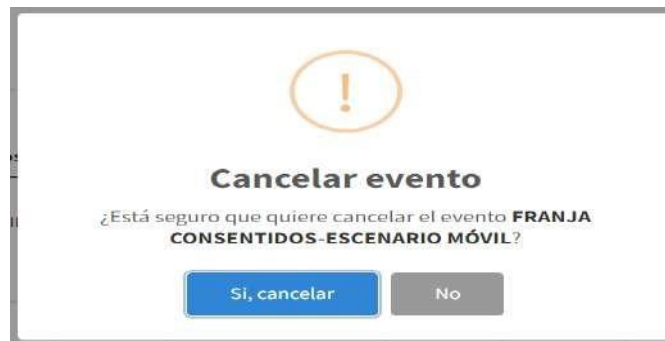 !
Cancelar evento
¿Está seguro que quiere cancelar el evento FRANJA
CONSENTIDOS-ESCENARIO MÓVIL?
Si, cancelar
No